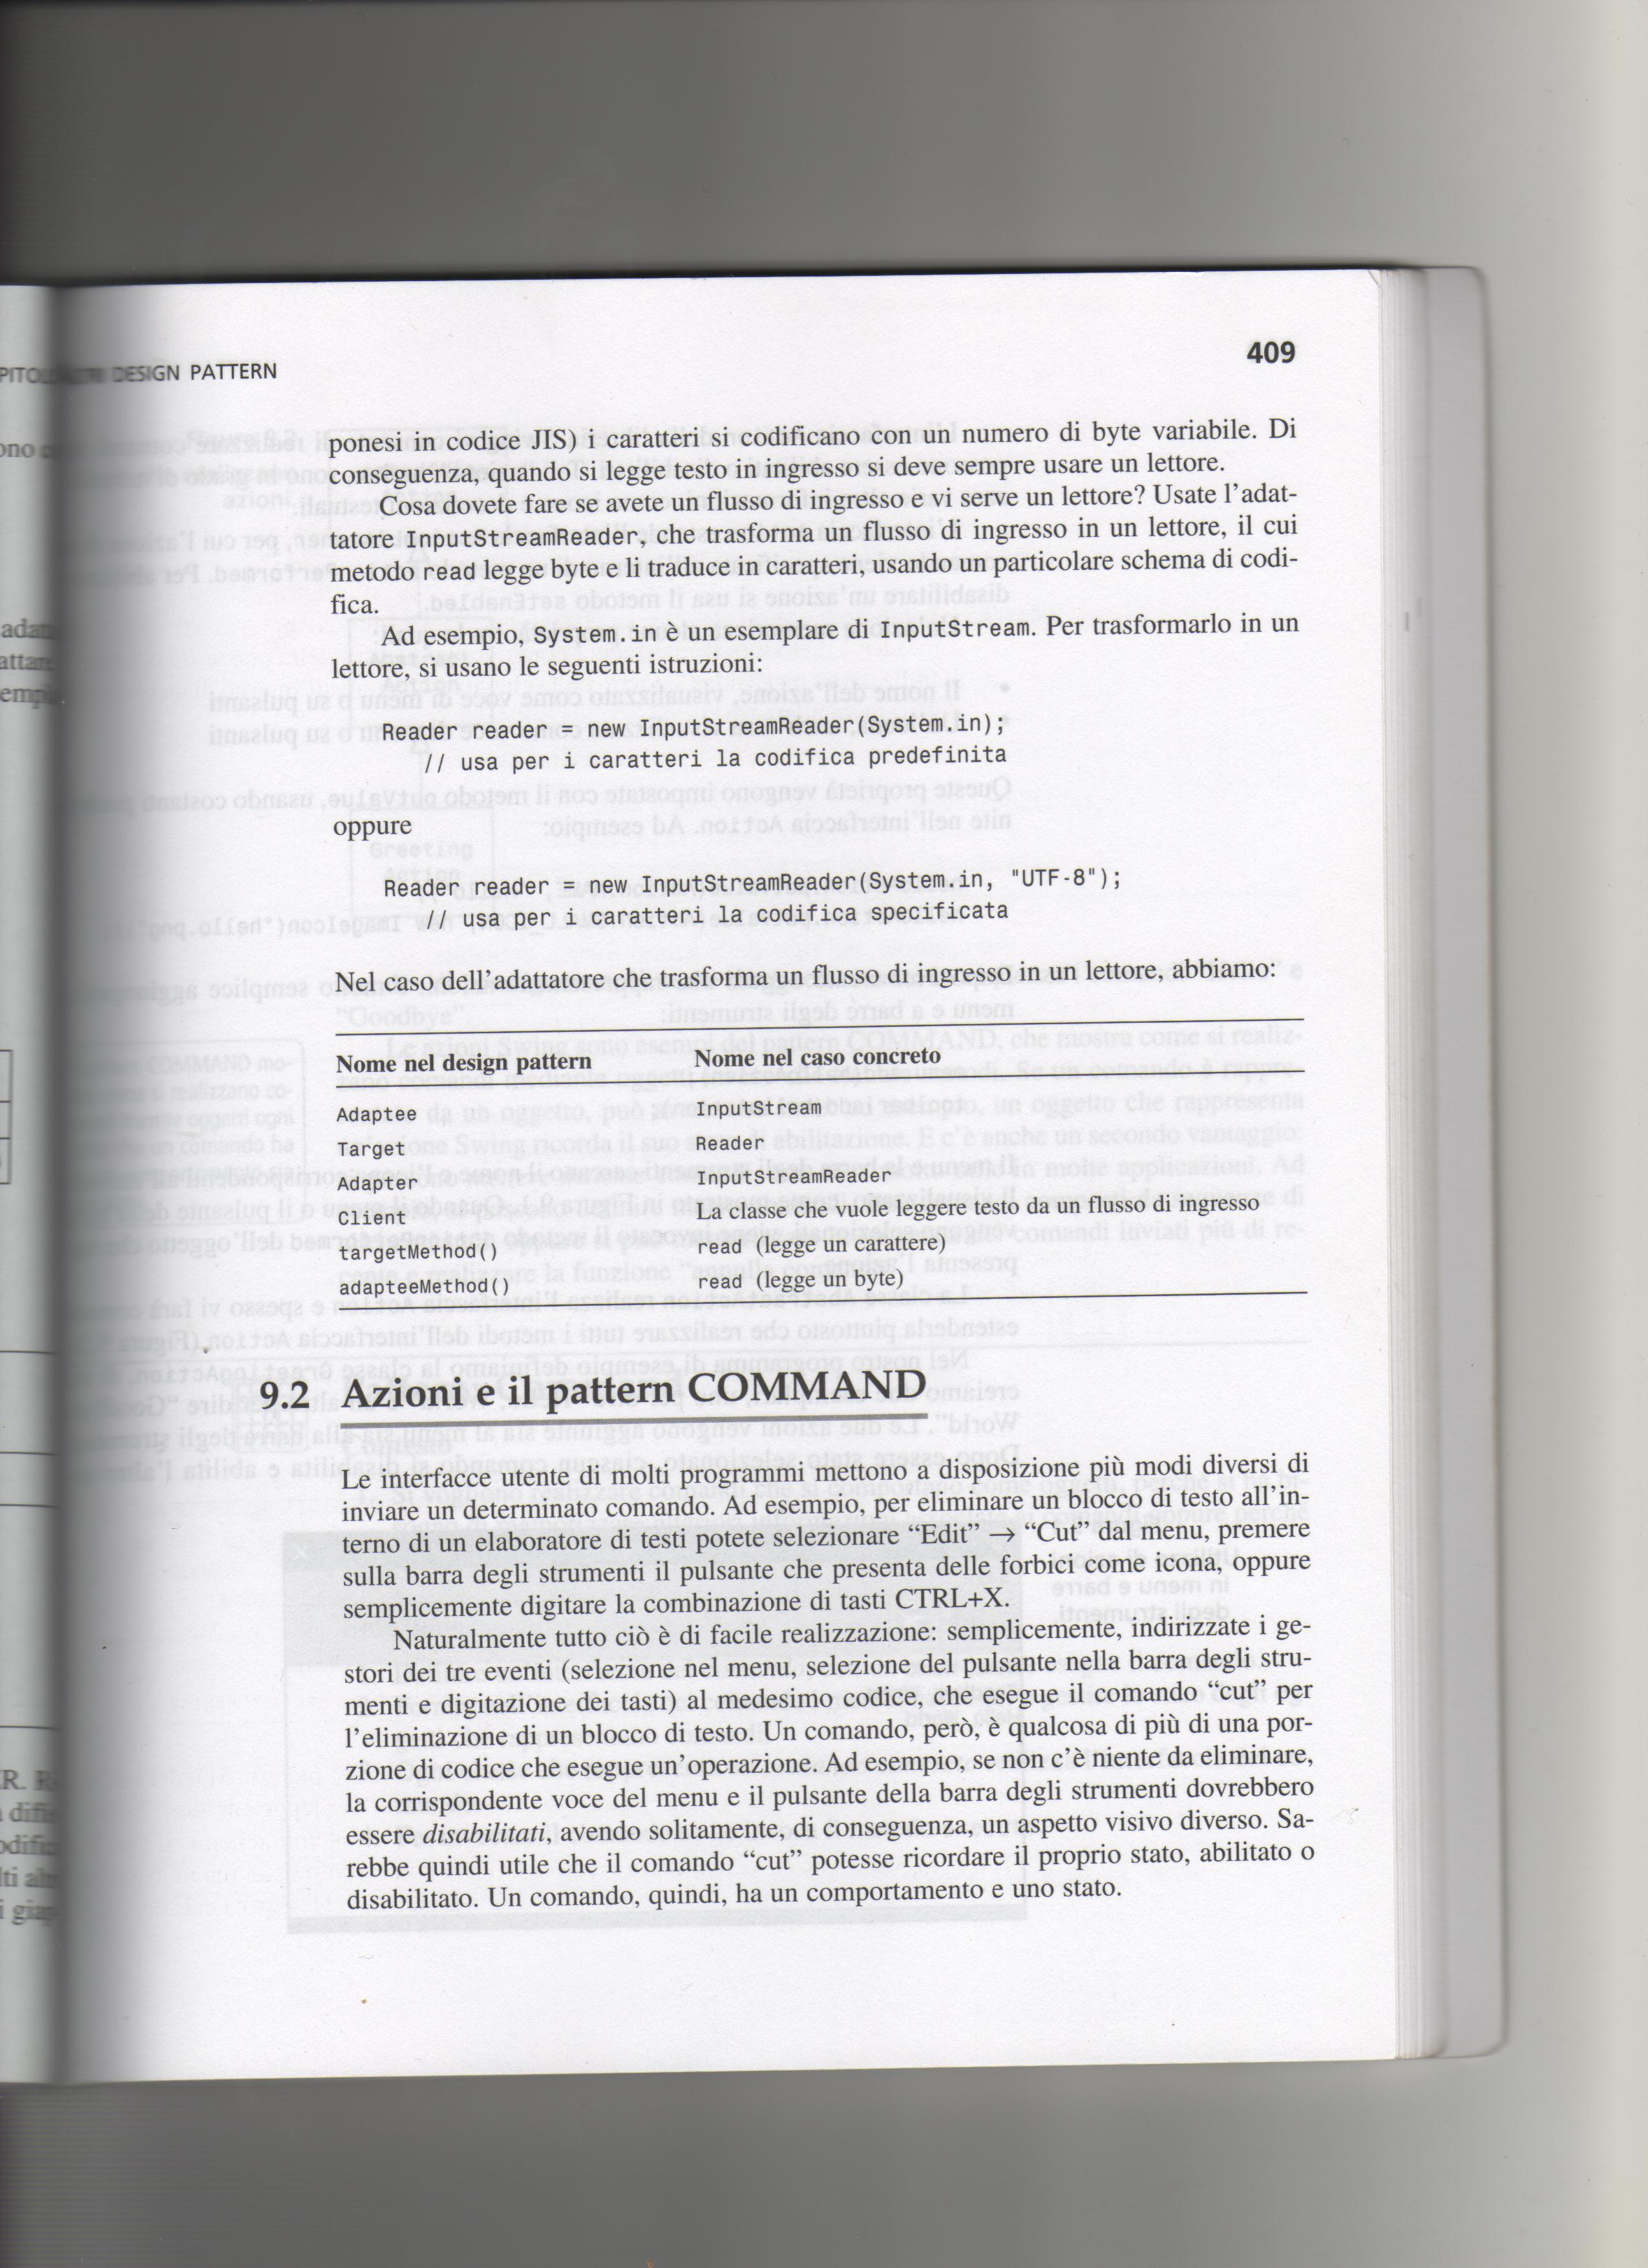 DESIGN PATTERN
409
ponesi in codice JIS) i caratteri si codificano con un numero di byte variabile. Di
conseguenza, quando si legge testo in ingresso si deve sempre usare un lettore.
Cosa dovete fare se avete un flusso di ingresso e vi serve un lettore? Usate l'adat-
tatore InputStreamReader, che trasforma un flusso di ingresso in un lettore, il cui
metodo read legge byte e li traduce in caratteri, usando un particolare schema di codi-
fica.
Ad esempio, System.in è un esemplare di InputStream. Per trasformarlo in un
lettore, si usano le seguenti istruzioni:
Reader reader = new InputStreamReader(System.in);
// usa per i caratteri la codifica predefinita
oppure
Reader reader = new InputStreamReader(System.in, "UTF-8");
// usa per i caratteri la codifica specificata
Nel caso dell'adattatore che trasforma un flusso di ingresso in un lettore, abbiamo:
Nome nel design pattern Nome nel caso concreto
Adaptee InputStream
Target Reader
Adapter InputStreamReader
Client La classe che vuole leggere testo da un flusso di ingresso
targetMethod() read (legge un carattere)
adapteeMethod() read (legge un byte)
9.2 Azioni e il pattern COMMAND
Le interfacce utente di molti programmi mettono a disposizione più modi diversi di
inviare un determinato comando. Ad esempio, per eliminare un blocco di testo all'in-
terno di un elaboratore di testi potete selezionare “Edit” → “Cut” dal menu, premere
sulla barra degli strumenti il pulsante che presenta delle forbici come icona, oppure
semplicemente digitare la combinazione di tasti CTRL+X.
Naturalmente tutto ciò è di facile realizzazione: semplicemente, indirizzate i ge-
stori dei tre eventi (selezione nel menu, selezione del pulsante nella barra degli stru-
menti e digitazione dei tasti) al medesimo codice, che esegue il comando “cut” per
l'eliminazione di un blocco di testo. Un comando, però, è qualcosa di più di una por-
zione di codice che esegue un'operazione. Ad esempio, se non c'è niente da eliminare,
la corrispondente voce del menu e il pulsante della barra degli strumenti dovrebbero
essere disabilitati, avendo solitamente, di conseguenza, un aspetto visivo diverso. Sa-
rebbe quindi utile che il comando “cut” potesse ricordare il proprio stato, abilitato o
disabilitato. Un comando, quindi, ha un comportamento e uno stato.